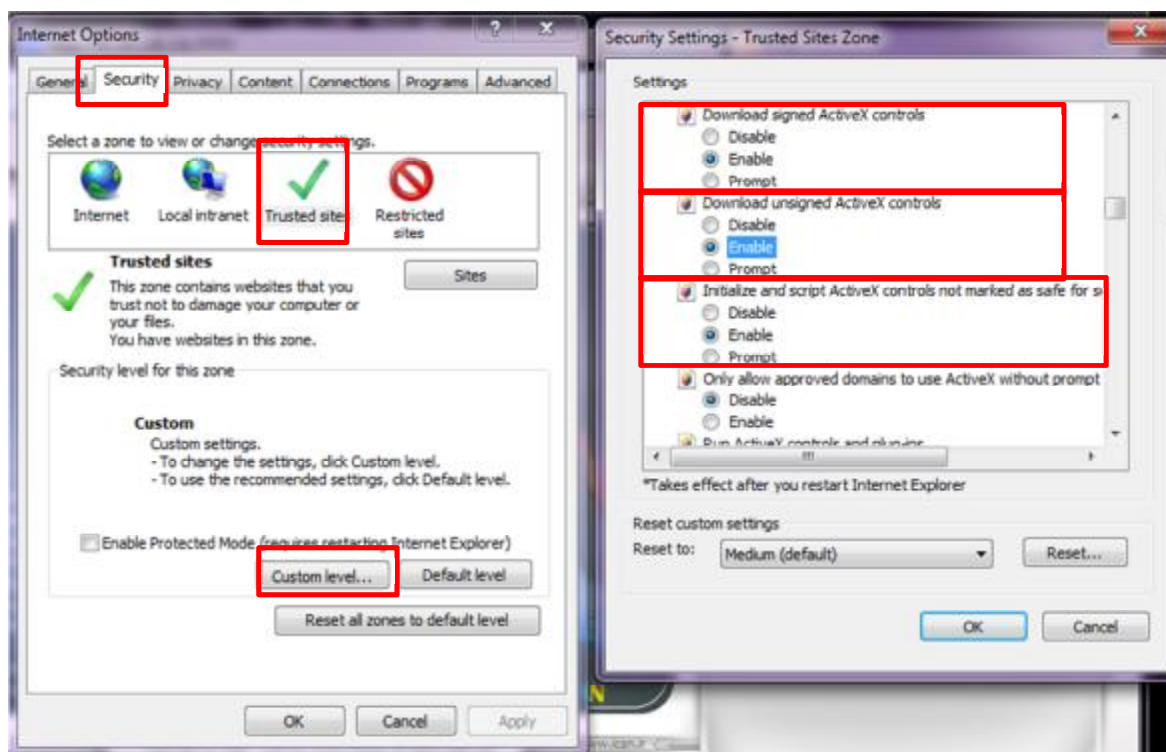 Internet Options
General Security Privacy Content Connections Programs Advanced
Select a zone to view or change security settings.
Internet
Local intranet
Trusted sites
Restricted
sites
Trusted sites
This zone contains websites that you
trust not to damage your computer or
your files.
You have websites in this zone.
Sites
Security level for this zone
Custom
Custom settings.
- To change the settings, click Custom level.
- To use the recommended settings, click Default level.
Enable Protected Mode (requires restarting Internet Explorer)
Custom level...
Default level
Reset all zones to default level
OK
Cancel
Apply
Security Settings - Trusted Sites Zone
Settings
Download signed ActiveX controls
Disable
Enable
Prompt
Download unsigned ActiveX controls
Disable
Enable
Prompt
Initialize and script ActiveX controls not marked as safe for
Disable
Enable
Prompt
Only allow approved domains to use ActiveX without prompt
Disable
Enable
Run ActiveX controls and plug-ins
*Takes effect after you restart Internet Explorer
Reset custom settings
Reset to:
Medium (default)
Reset...
OK
Cancel
N